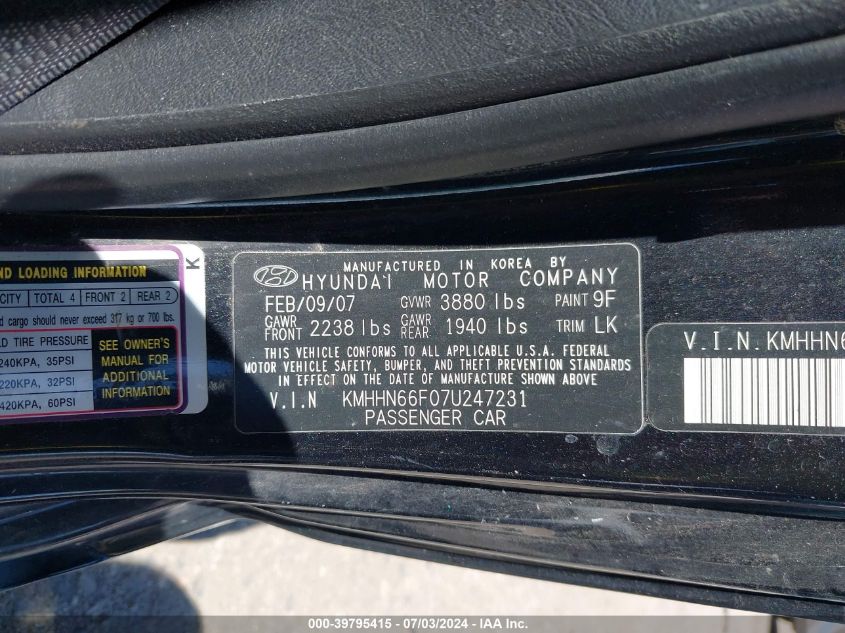 ND LOADING INFORMATION
CITY TOTAL 4 FRONT 2 REAR 2
d cargo should never exceed 317 kg or 700 lbs.
LD TIRE PRESSURE
240KPA, 35PSI
220KPA, 32PSI
420KPA, 60PSI
SEE OWNER'S
MANUAL FOR
ADDITIONAL
INFORMATION
K
MANUFACTURED IN KOREA BY
HYUNDAI MOTOR COMPANY
FEB/09/07 GVWR 3880 lbs PAINT 9F
GAWR FRONT 2238 lbs GAWR REAR 1940 lbs TRIM LK
THIS VEHICLE CONFORMS TO ALL APPLICABLE U.S.A. FEDERAL
MOTOR VEHICLE SAFETY, BUMPER, AND THEFT PREVENTION STANDARDS
IN EFFECT ON THE DATE OF MANUFACTURE SHOWN ABOVE
V.I.N KMHHN66F07U247231
PASSENGER CAR
V.I.N.KMHHN6
000-39795415 - 07/03/2024 - IAA Inc.